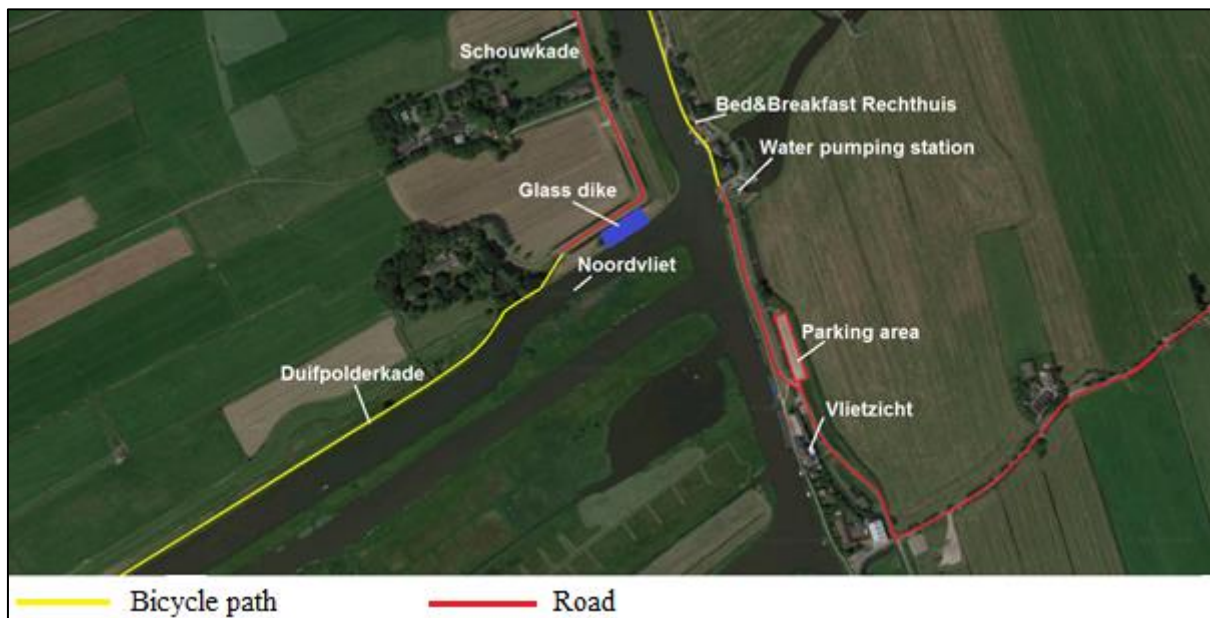 Schouwkade
Bed&Breakfast Rechthuis
Water pumping station
Glass dike
Noordvliet
Parking area
Duifpolderkade
Vlietzicht
Bicycle path
Road